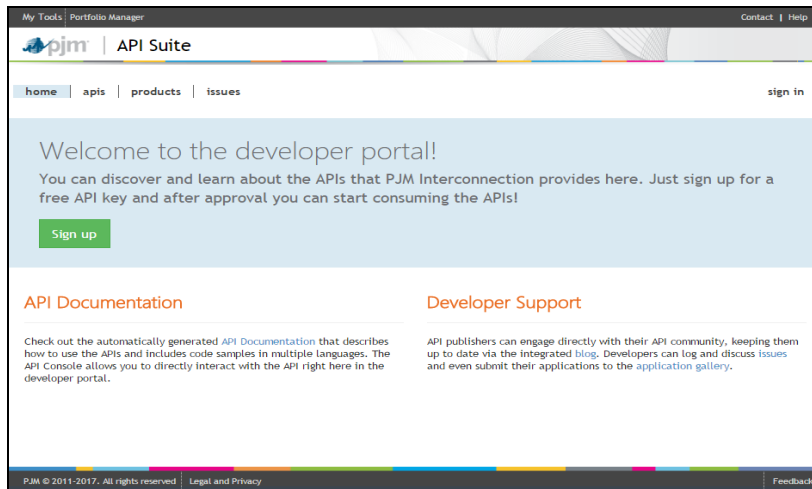 My Tools Portfolio Manager Contact | Help
pjm | API Suite
home | apis | products | issues sign in
Welcome to the developer portal!
You can discover and learn about the APIs that PJM Interconnection provides here. Just sign up for a
free API key and after approval you can start consuming the APIs!
Sign up
API Documentation
Check out the automatically generated API Documentation that describes
how to use the APIs and includes code samples in multiple languages. The
API Console allows you to directly interact with the API right here in the
developer portal.
Developer Support
API publishers can engage directly with their API community, keeping them
up to date via the integrated blog. Developers can log and discuss issues
and even submit their applications to the application gallery.
PJM © 2011-2017. All rights reserved Legal and Privacy Feedback